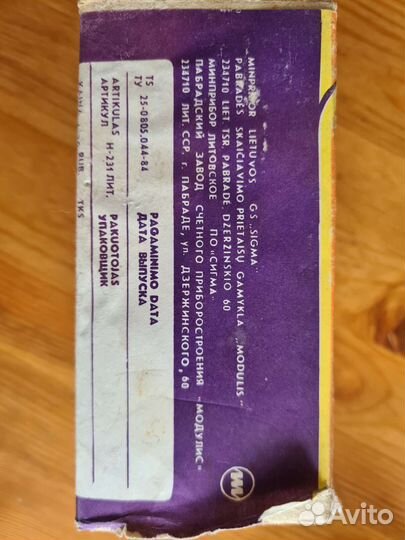 MINPRIBOR LIETUVOS GS „SIGMA"
PABRADĖS SKAIČIAVIMO PRIETAISŲ GAMYKLA „MODULIS"
234710 LIET. TSR. PABRADĖ. DZERŽINSKIO 60
МИНПРИБОР ЛИТОВСКОЕ ПО „СИГМА"
ПАБРАДСКИЙ ЗАВОД СЧЕТНОГО ПРИБОРОСТРОЕНИЯ „МОДУЛИС"
234710 ЛИТ. ССР, г. ПАБРАДЕ, ул. ДЗЕРЖИНСКОГО, 60
TS
ТУ 25-0805.044-84
PAGAMINIMO DATA
ДАТА ВЫПУСКА
ARTIKULAS
АРТИКУЛ Н-231 ЛИТ.
PAKUOTOJAS
УПАКОВЩИК
TKS
Avito